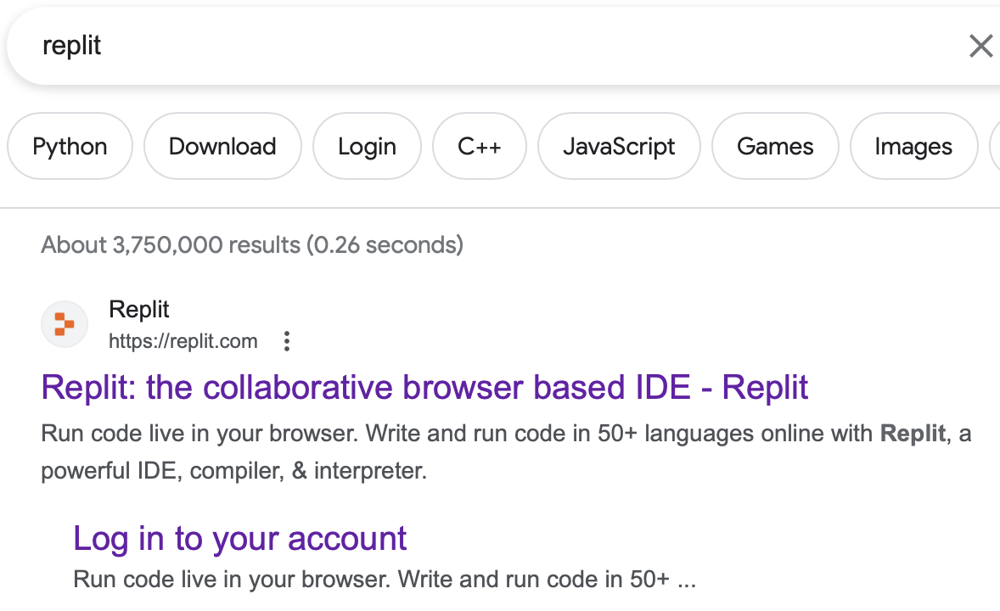 replit
Python Download Login C++ JavaScript Games Images
About 3,750,000 results (0.26 seconds)
Replit
https://replit.com
Replit: the collaborative browser based IDE - Replit
Run code live in your browser. Write and run code in 50+ languages online with Replit, a
powerful IDE, compiler, & interpreter.
Log in to your account
Run code live in your browser. Write and run code in 50+ ...